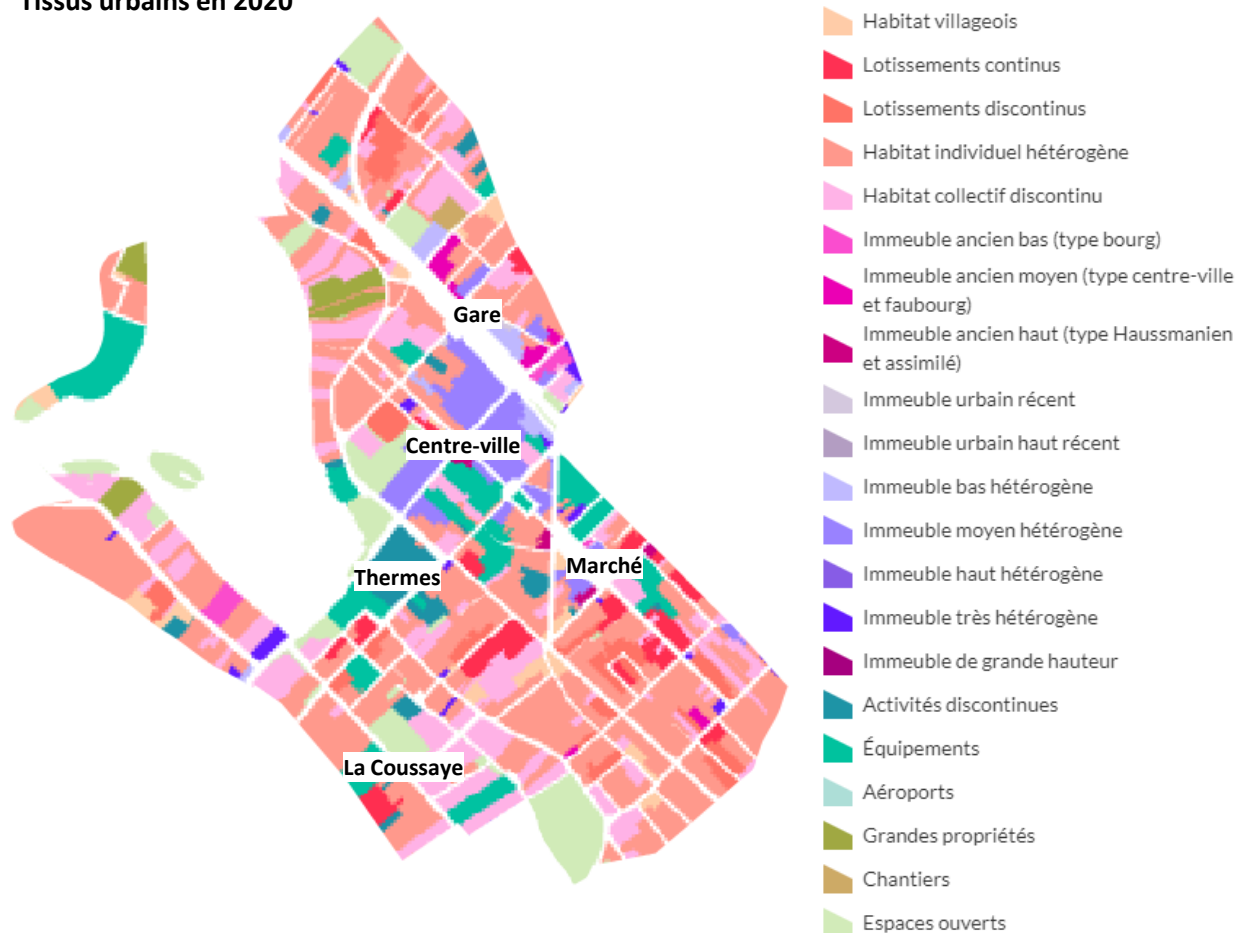 Tissus urbains en 2020
Habitat villageois
Lotissements continus
Lotissements discontinus
Habitat individuel hétérogène
Habitat collectif discontinu
Immeuble ancien bas (type bourg)
Immeuble ancien moyen (type centre-ville
et faubourg)
Immeuble ancien haut (type Haussmanien
et assimilé)
Immeuble urbain récent
Immeuble urbain haut récent
Immeuble bas hétérogène
Immeuble moyen hétérogène
Immeuble haut hétérogène
Immeuble très hétérogène
Immeuble de grande hauteur
Activités discontinues
Équipements
Aéroports
Grandes propriétés
Chantiers
Espaces ouverts
Gare
Centre-ville
Marché
Thermes
La Coussaye